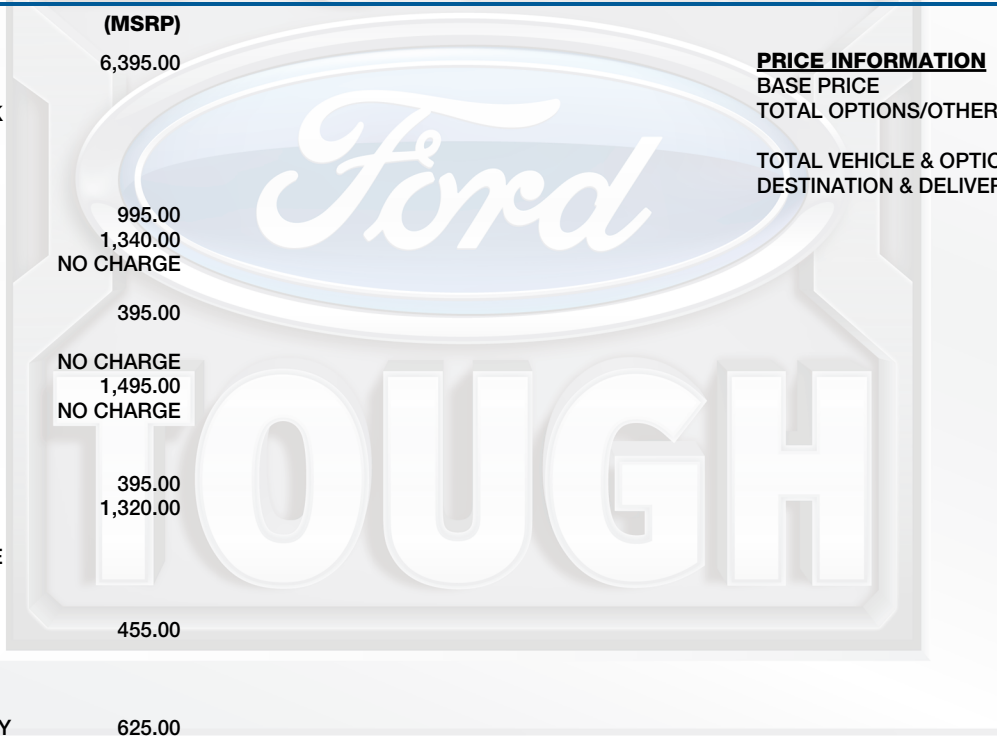 (MSRP)
6,395.00
K
995.00
1,340.00
NO CHARGE
395.00
NO CHARGE
1,495.00
NO CHARGE
395.00
1,320.00
E
455.00
Y 625.00
PRICE INFORMATION
BASE PRICE
TOTAL OPTIONS/OTHER
TOTAL VEHICLE & OPTIO
DESTINATION & DELIVER
Ford
TOUGH